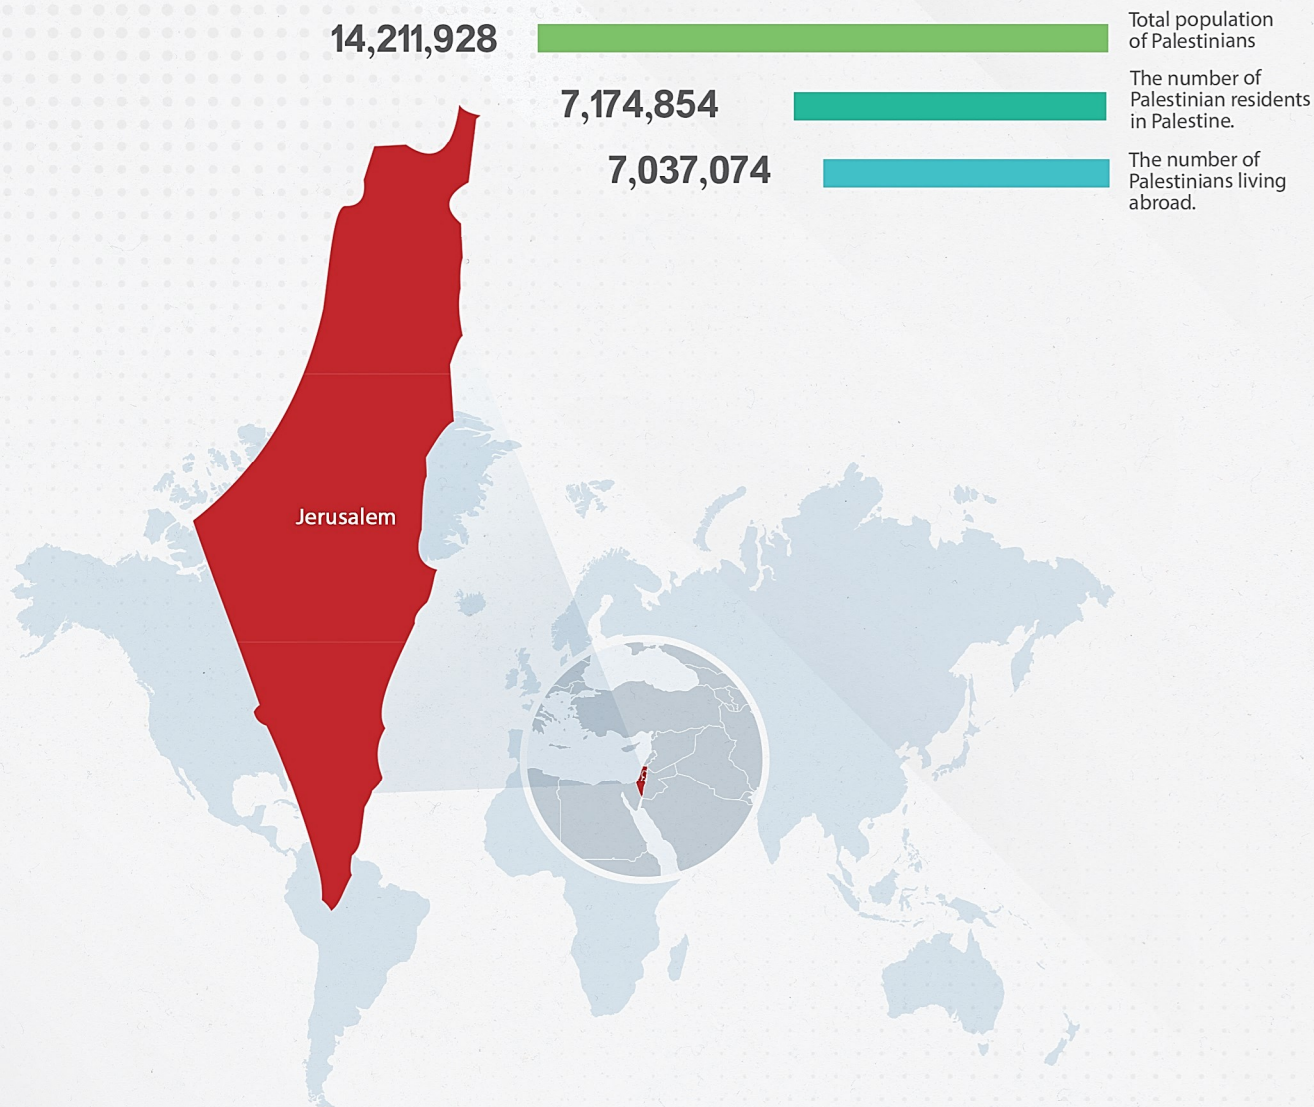 14,211,928
Total population
of Palestinians
7,174,854
The number of
Palestinian residents
in Palestine.
7,037,074
The number of
Palestinians living
abroad.
Jerusalem